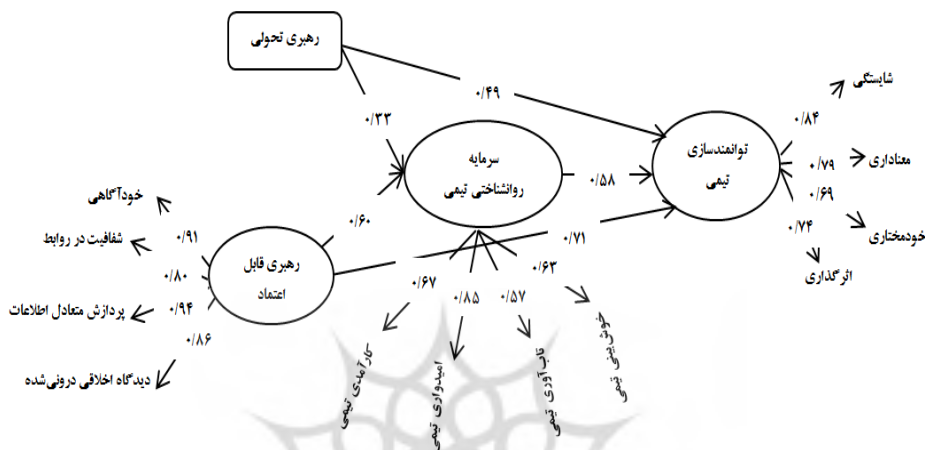 رهبری تحولی
۰/۴۹
۰/۳۳
شایستگی
۰/۸۴
توانمندسازی
تیمی
معناداری
۰/۷۹
۰/۶۹
خودمختاری
۰/۷۴
اثرگذاری
سرمایه
روانشناختی تیمی
۰/۵۸
۰/۶۰
۰/۷۱
خودآگاهی
۰/۹۱
شفافیت در روابط
۰/۸۰
رهبری قابل
اعتماد
پردازش متعادل اطلاعات
۰/۹۴
۰/۸۶
دیدگاه اخلاقی درونی‌شده
۰/۶۳
۰/۶۷
۰/۸۵
۰/۵۷
خوش‌بینی تیمی
تاب‌آوری تیمی
امیدواری تیمی
کارآمدی تیمی